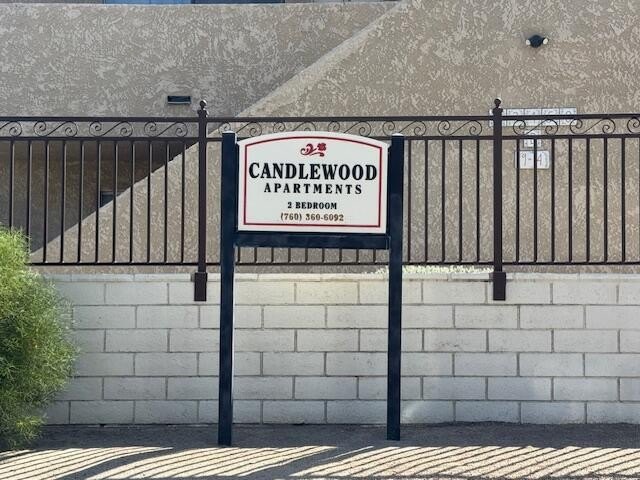 CANDLEWOOD
APARTMENTS
2 BEDROOM
(760) 360-6092